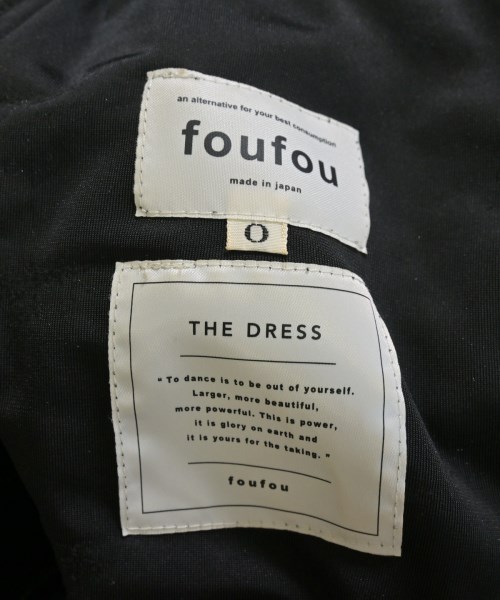 an alternative for your best consumption
foufou
made in japan
0
THE DRESS
"To dance is to be out of yourself.
Larger, more beautiful,
more powerful. This is power,
it is glory on earth and
it is yours for the taking."
foufou